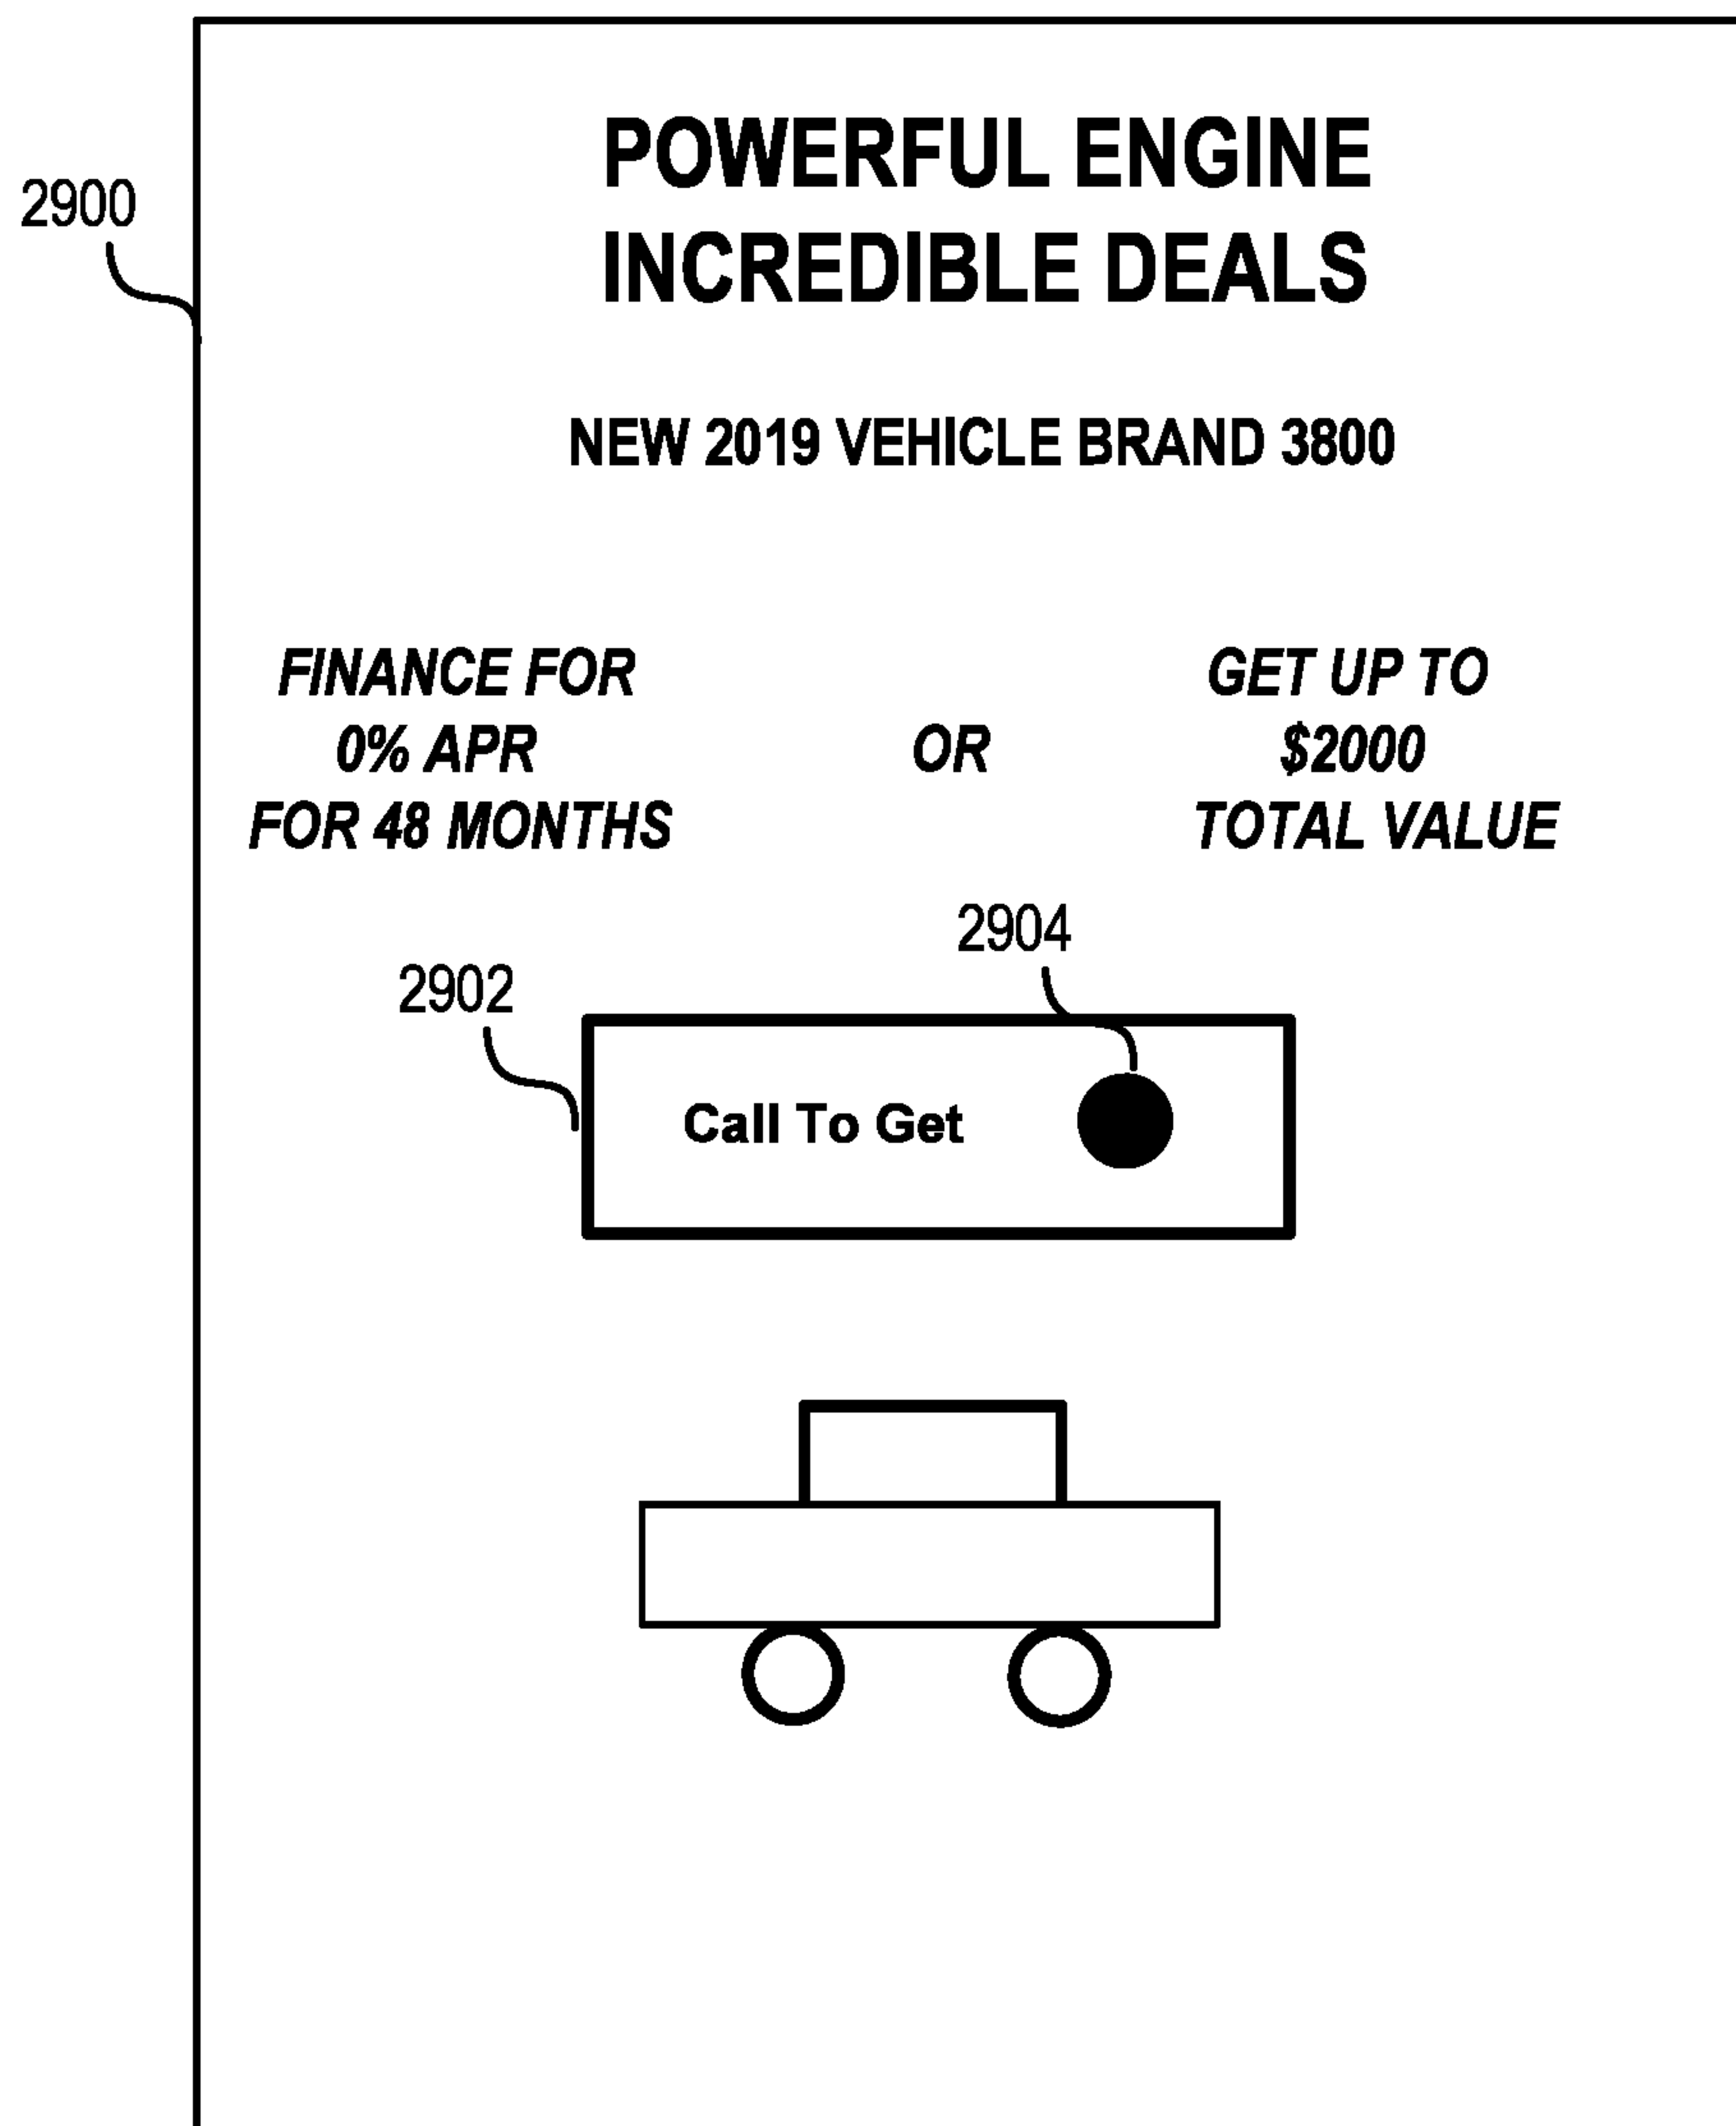 POWERFUL ENGINE
INCREDIBLE DEALS
2900
NEW 2019 VEHICLE BRAND 3800
FINANCE FOR
0% APR
FOR 48 MONTHS
OR
GET UP TO
$2000
TOTAL VALUE
2904
2902
Call To Get